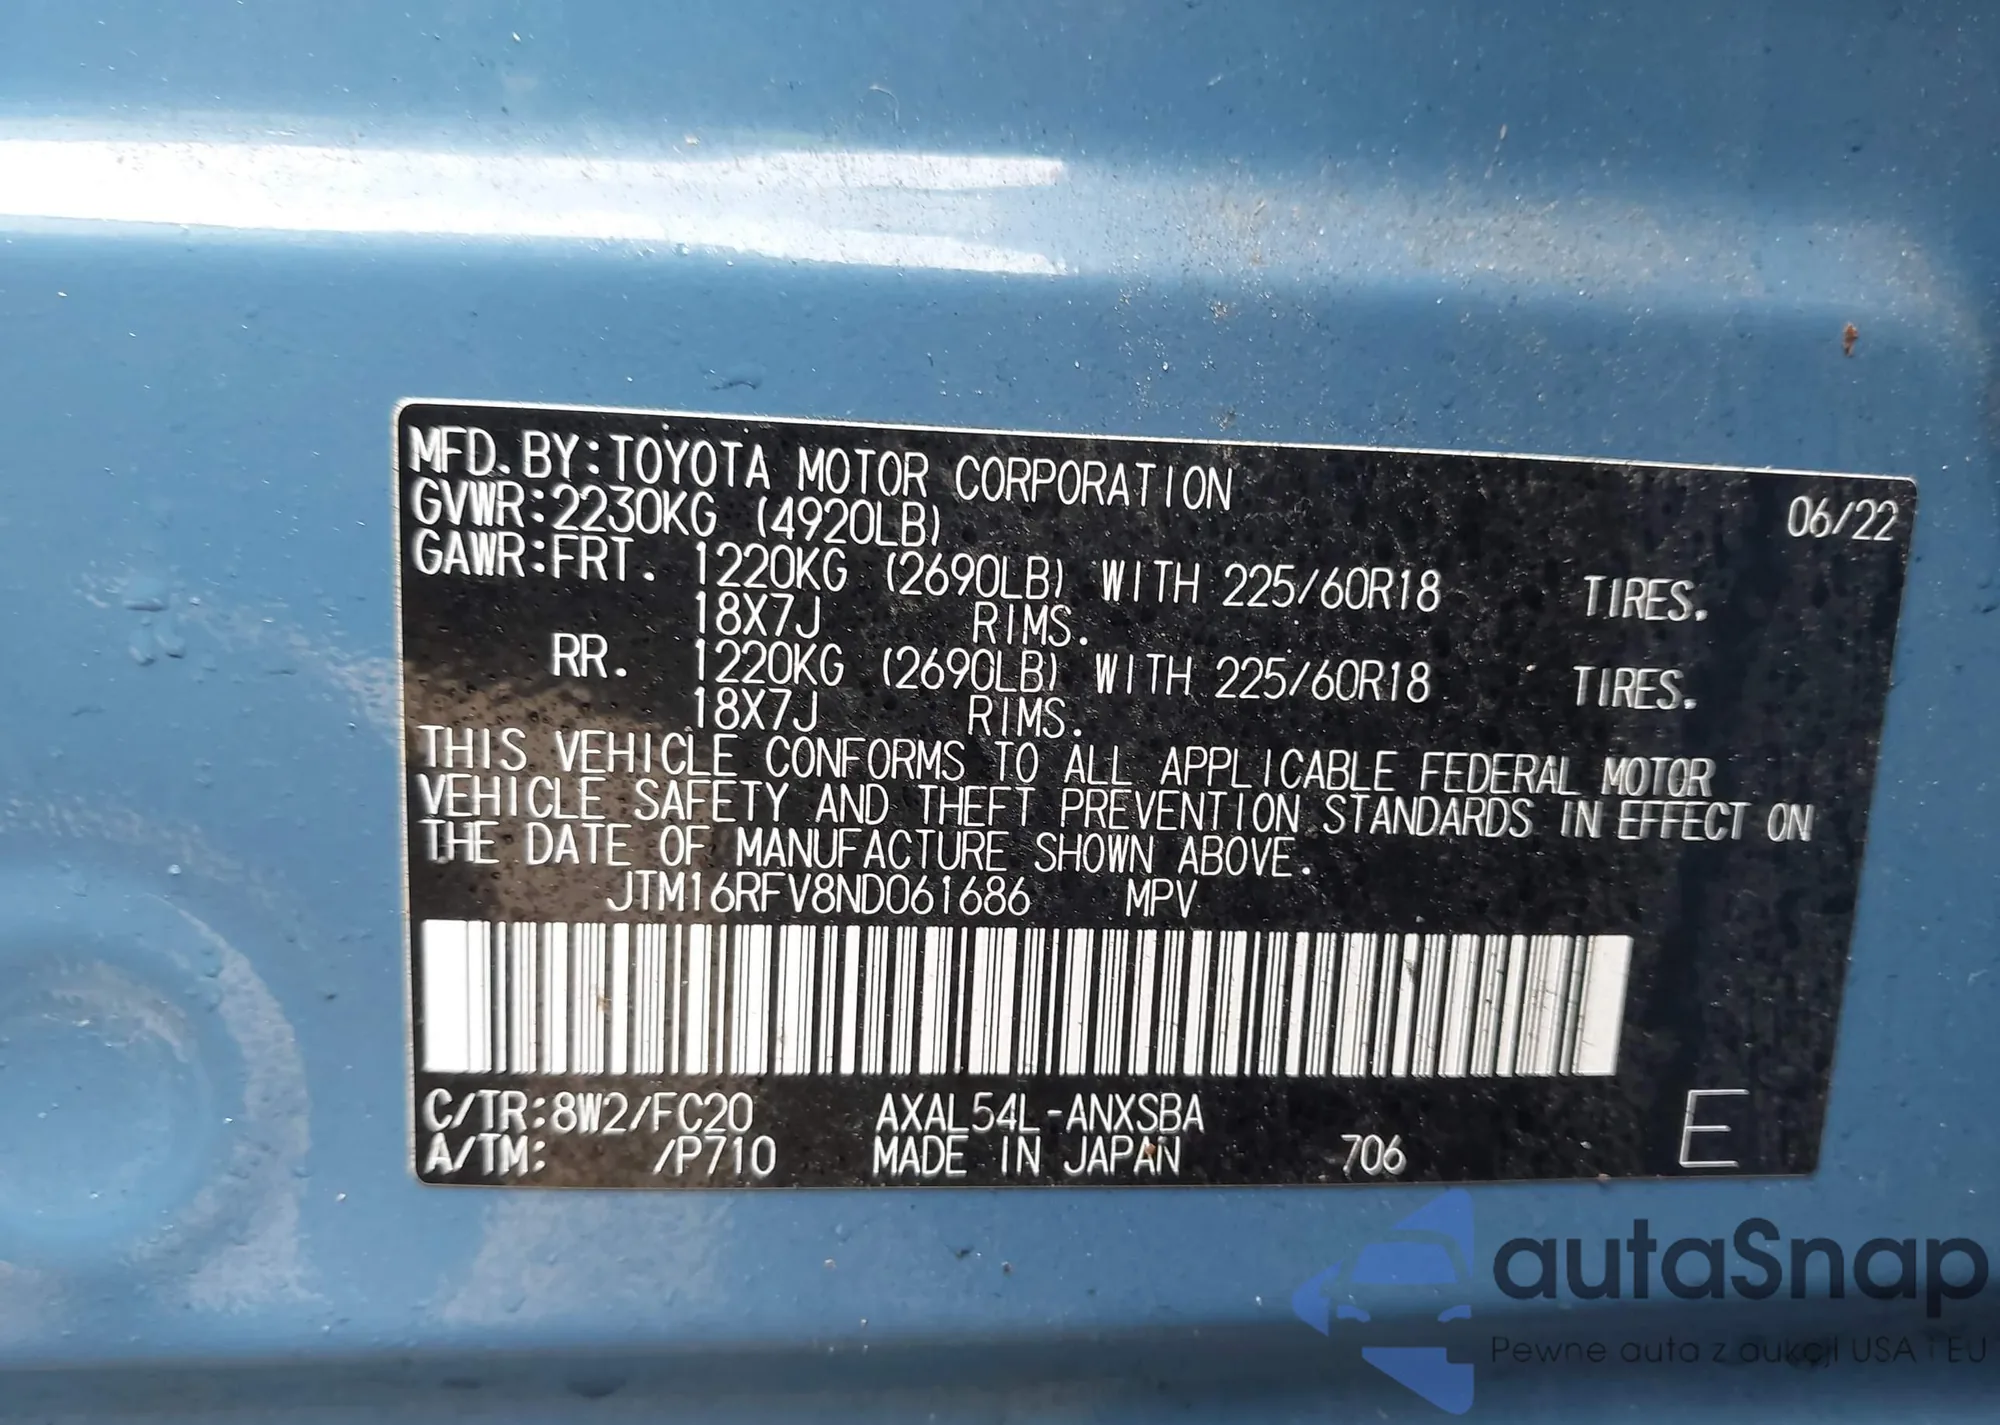 MFD. BY: TOYOTA MOTOR CORPORATION 06/22
GVWR: 2230KG (4920LB)
GAWR: FRT. 1220KG (2690LB) WITH 225/60R18 TIRES.
18X7J RIMS.
RR. 1220KG (2690LB) WITH 225/60R18 TIRES.
18X7J RIMS.
THIS VEHICLE CONFORMS TO ALL APPLICABLE FEDERAL MOTOR
VEHICLE SAFETY AND THEFT PREVENTION STANDARDS IN EFFECT ON
THE DATE OF MANUFACTURE SHOWN ABOVE.
JTM16RFV8ND061686 MPV
C/TR: 8W2/FC20 AXAL54L-ANXSBA
A/TM: /P710 MADE IN JAPAN 706 E
autaSnap
Pewne auta z aukcji USA i EU